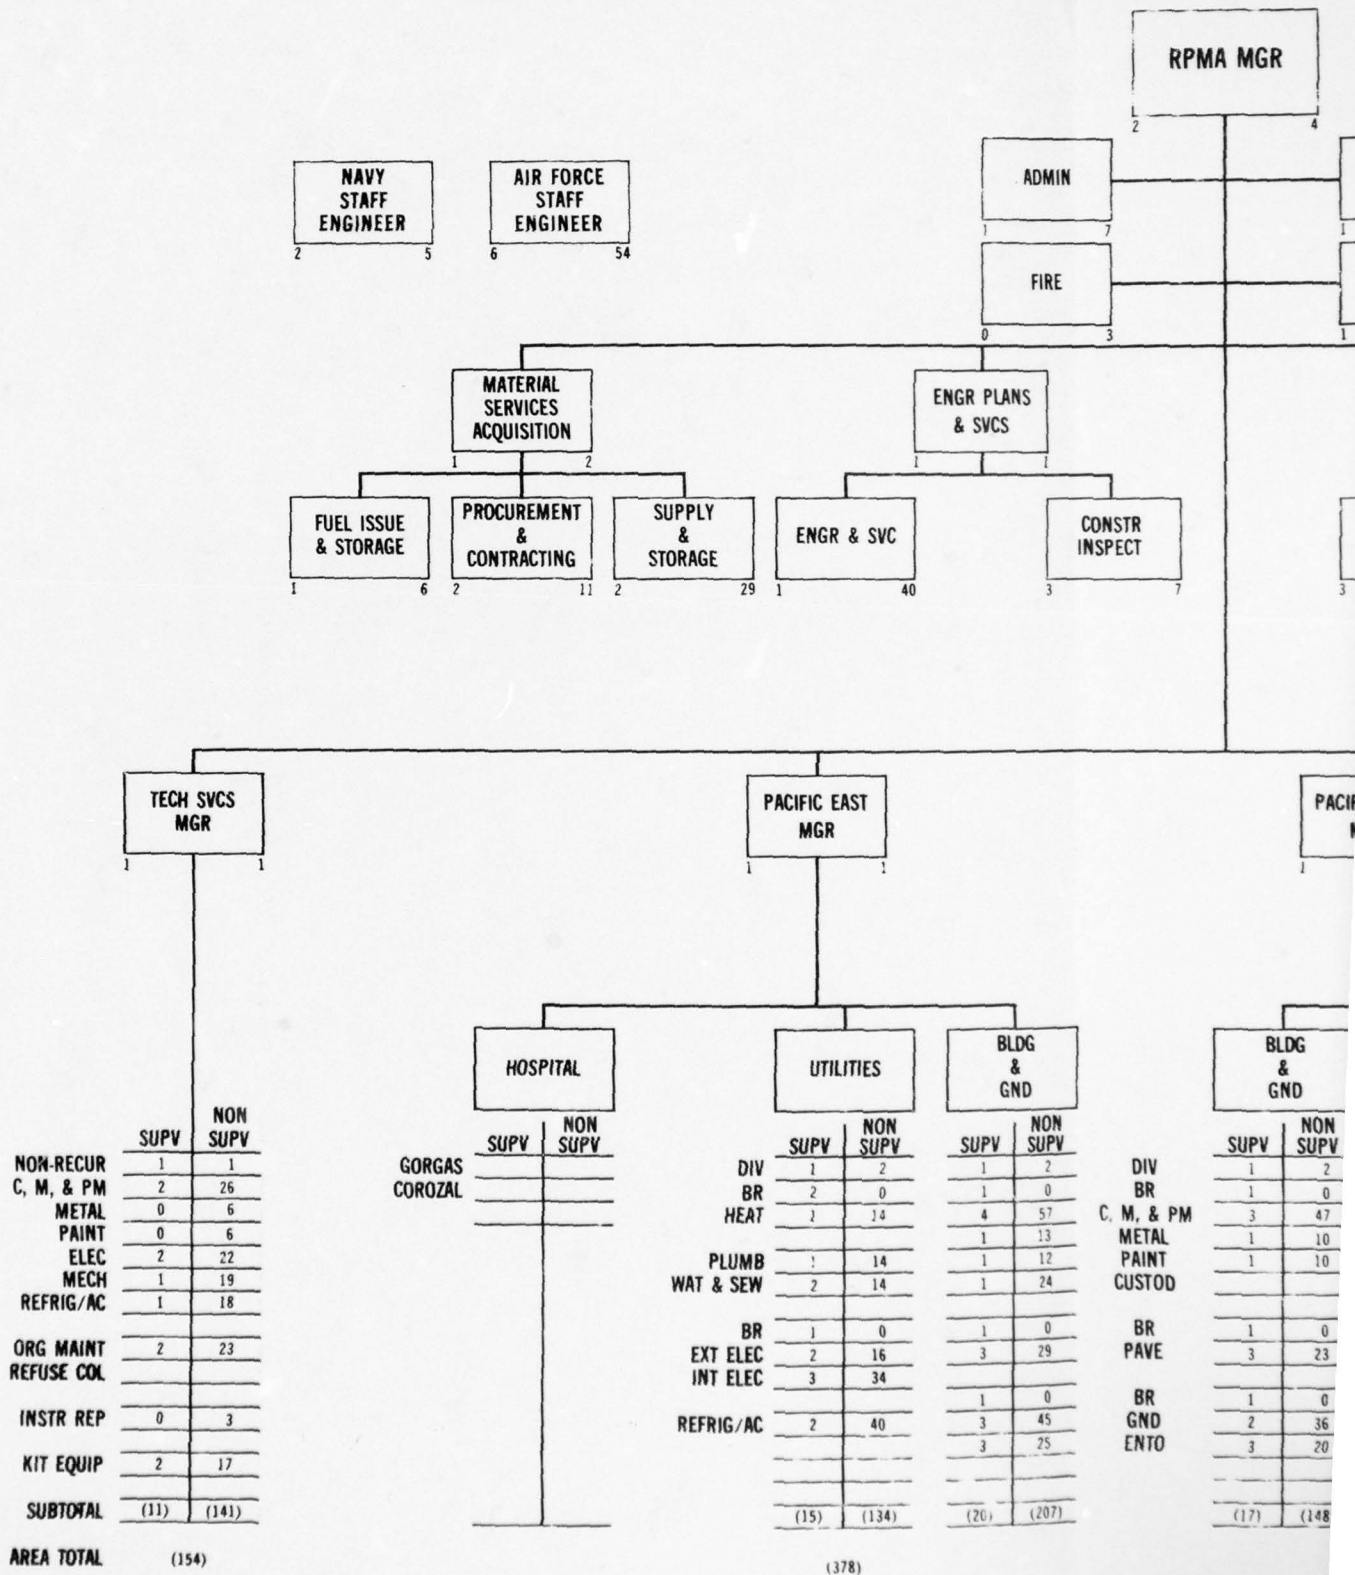 RPMA MGR
2 4
NAVY
STAFF
ENGINEER
2 5
AIR FORCE
STAFF
ENGINEER
6 54
ADMIN
1 7
1
FIRE
0 3
1
MATERIAL
SERVICES
ACQUISITION
1 2
ENGR PLANS
& SVCS
1 1
FUEL ISSUE
& STORAGE
1 6
PROCUREMENT
&
CONTRACTING
2 11
SUPPLY
&
STORAGE
2 29
ENGR & SVC
1 40
CONSTR
INSPECT
3 7
3
TECH SVCS
MGR
1 1
PACIFIC EAST
MGR
1 1
1
SUPV NON
SUPV
NON-RECUR 1 1
C, M, & PM 2 26
METAL 0 6
PAINT 0 6
ELEC 2 22
MECH 1 19
REFRIG/AC 1 18
ORG MAINT 2 23
REFUSE COL
INSTR REP 0 3
KIT EQUIP 2 17
SUBTOTAL (11) (141)
AREA TOTAL (154)
HOSPITAL
SUPV NON
SUPV
GORGAS
COROZAL
UTILITIES
SUPV NON
SUPV
DIV 1 2
BR 2 0
HEAT 14
PLUMB 14
WAT & SEW 2 14
BR 1 0
EXT ELEC 2 16
INT ELEC 3 34
REFRIG/AC 2 40
(15) (134)
(378)
BLDG
&
GND
SUPV NON
SUPV
1 2
1 0
4 57
1 13
1 12
1 24
1 0
3 29
1 0
3 45
3 25
(20) (207)
BLDG
&
GND
SUPV NON
SUPV
DIV 1 2
BR 1 0
C, M, & PM 3 47
METAL 1 10
PAINT 1 10
CUSTOD
BR 1 0
PAVE 3 23
BR 1 0
GND 2 36
ENTO 3 20
(17) (148